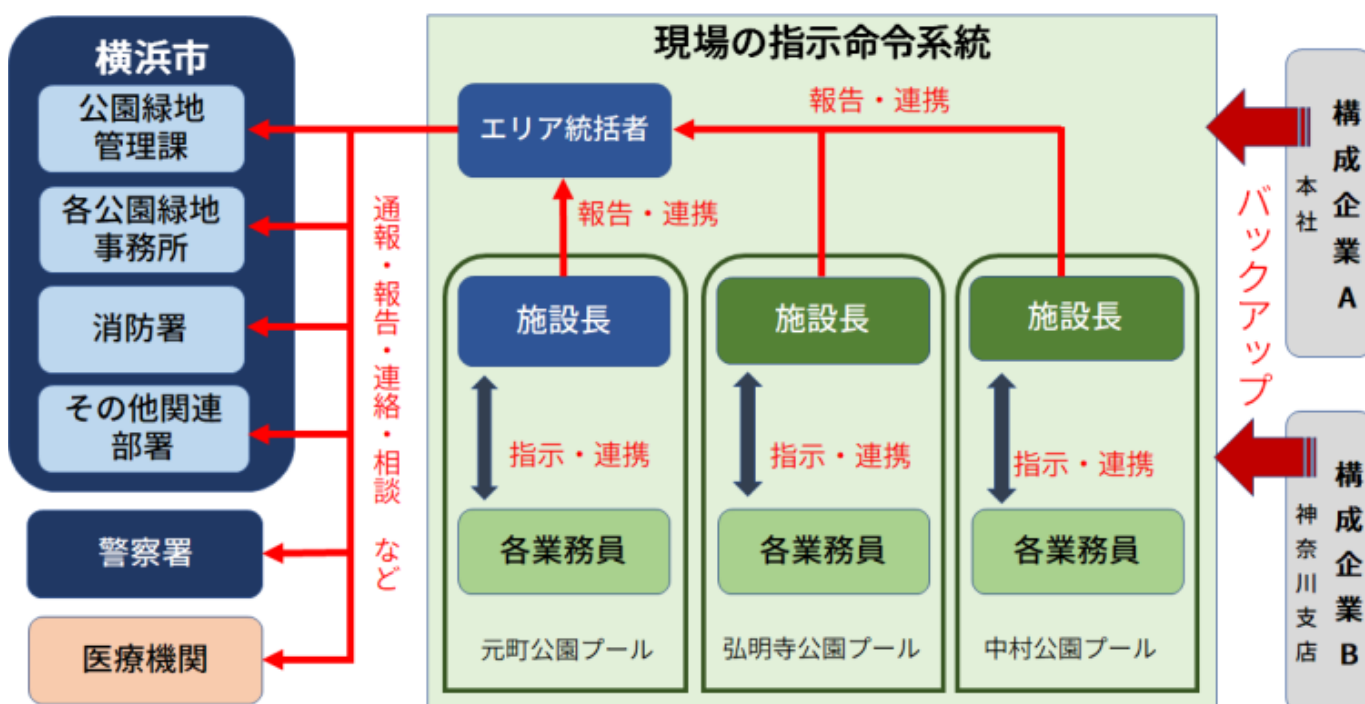 横浜市
公園緑地
管理課
各公園緑地
事務所
消防署
その他関連
部署
警察署
医療機関
通報・報告・連絡・相談 など
現場の指示命令系統
エリア統括者
報告・連携
報告・連携
施設長
施設長
施設長
指示・連携
指示・連携
指示・連携
各業務員
各業務員
各業務員
元町公園プール
弘明寺公園プール
中村公園プール
バックアップ
構成企業A
本社
構成企業B
神奈川支店